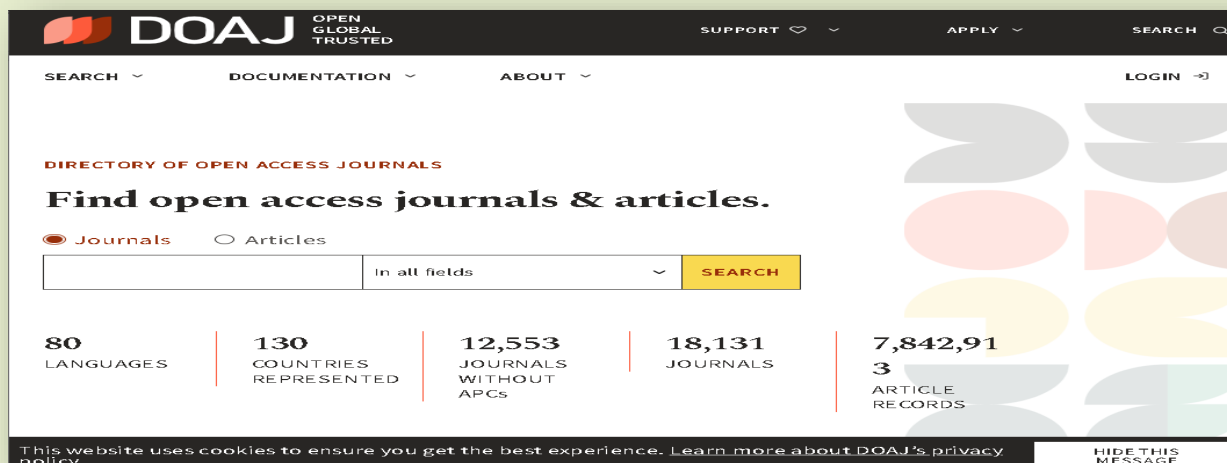 DOAJ
OPEN
GLOBAL
TRUSTED
SUPPORT
APPLY
SEARCH
SEARCH
DOCUMENTATION
ABOUT
LOGIN
DIRECTORY OF OPEN ACCESS JOURNALS
Find open access journals & articles.
Journals
Articles
In all fields
SEARCH
80
LANGUAGES
130
COUNTRIES
REPRESENTED
12,553
JOURNALS
WITHOUT
APCs
18,131
JOURNALS
7,842,91
3
ARTICLE
RECORDS
This website uses cookies to ensure you get the best experience. Learn more about DOAJ's privacy
policy
HIDE THIS
MESSAGE